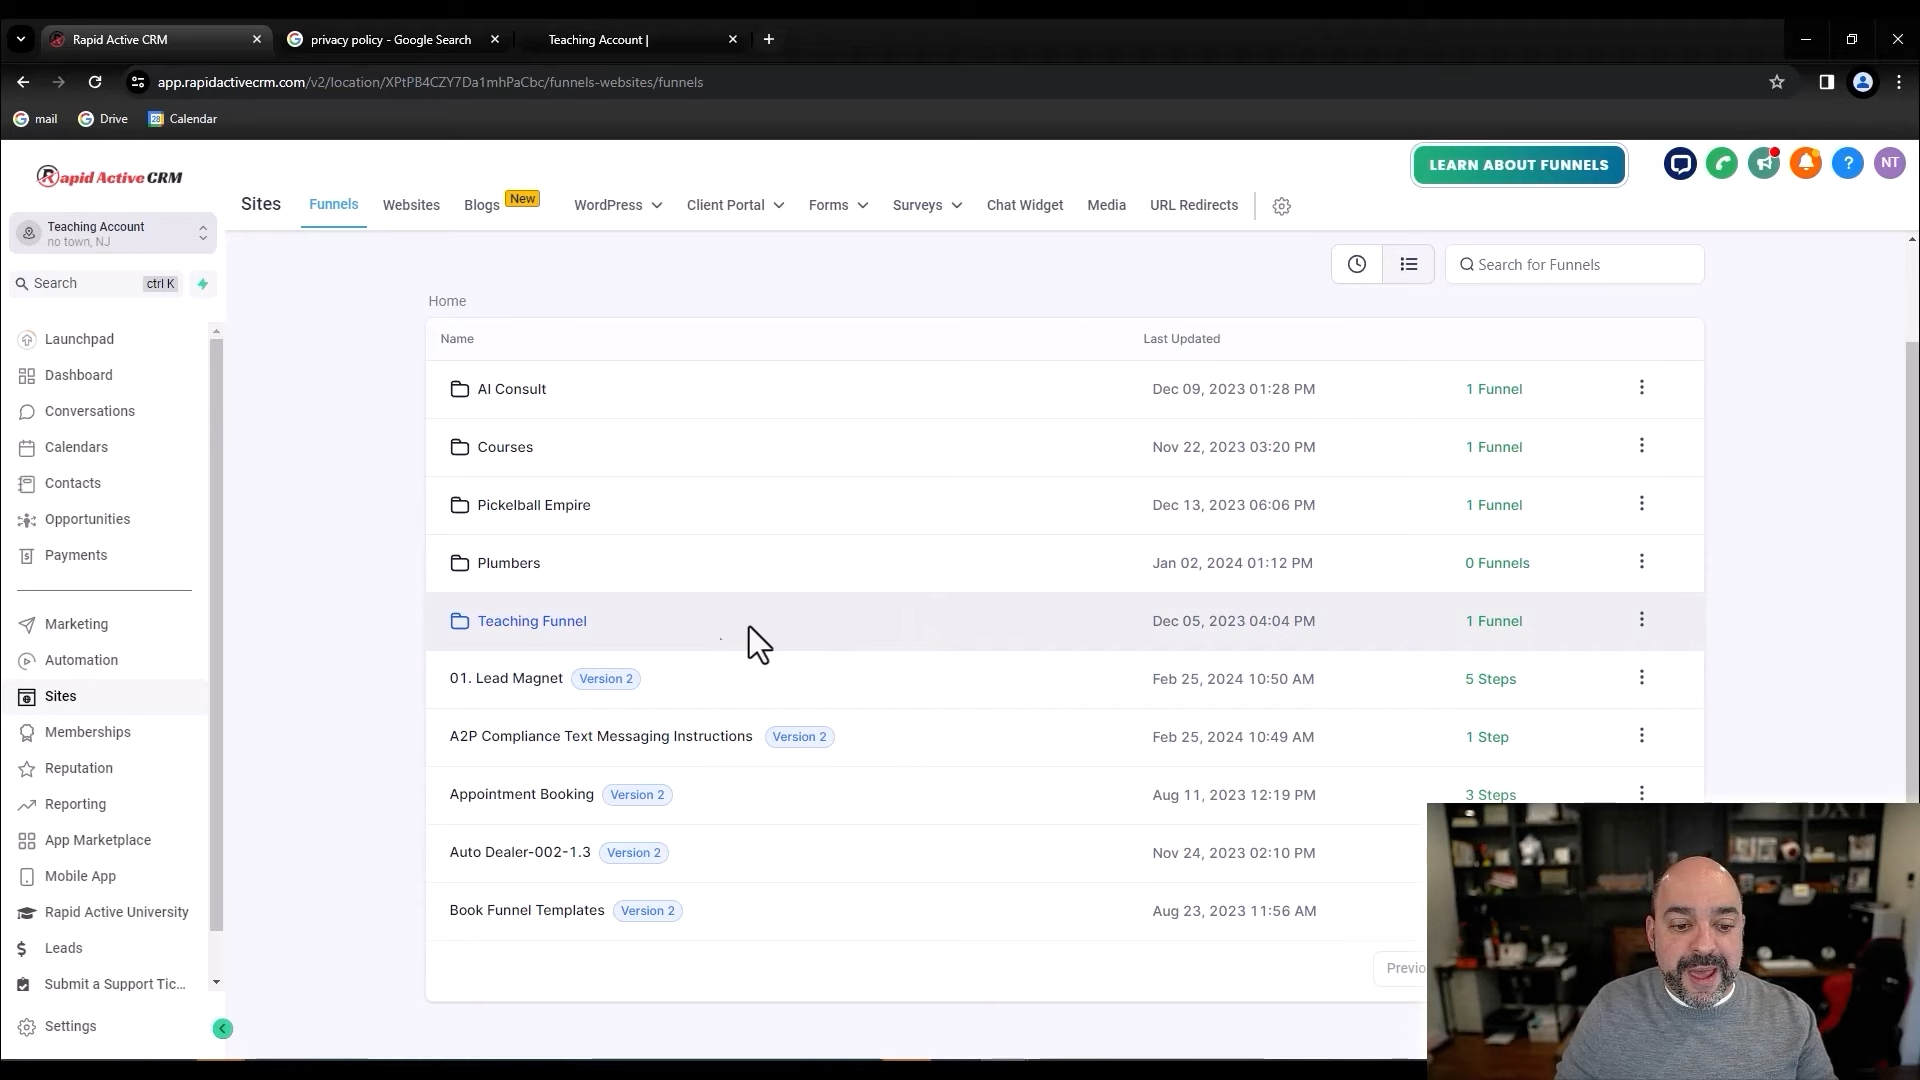 Rapid Active CRM
privacy policy - Google Search
Teaching Account |
app.rapidactivecrm.com/v2/location/XPtPB4CZY7Da1mhPaCbc/funnels-websites/funnels
mail
Drive
28
Calendar
Rapid Active CRM
LEARN ABOUT FUNNELS
?
NT
Sites
Funnels
Websites
Blogs
New
WordPress
Client Portal
Forms
Surveys
Chat Widget
Media
URL Redirects
Teaching Account
no town, NJ
Search
ctrl K
Search for Funnels
Launchpad
Dashboard
Conversations
Calendars
Contacts
Opportunities
Payments
Marketing
Automation
Sites
Memberships
Reputation
Reporting
App Marketplace
Mobile App
Rapid Active University
Leads
Submit a Support Tic...
Settings
Home
Name Last Updated
AI Consult Dec 09, 2023 01:28 PM 1 Funnel
Courses Nov 22, 2023 03:20 PM 1 Funnel
Pickelball Empire Dec 13, 2023 06:06 PM 1 Funnel
Plumbers Jan 02, 2024 01:12 PM 0 Funnels
Teaching Funnel Dec 05, 2023 04:04 PM 1 Funnel
01. Lead Magnet Version 2 Feb 25, 2024 10:50 AM 5 Steps
A2P Compliance Text Messaging Instructions Version 2 Feb 25, 2024 10:49 AM 1 Step
Appointment Booking Version 2 Aug 11, 2023 12:19 PM 3 Steps
Auto Dealer-002-1.3 Version 2 Nov 24, 2023 02:10 PM
Book Funnel Templates Version 2 Aug 23, 2023 11:56 AM
Previo